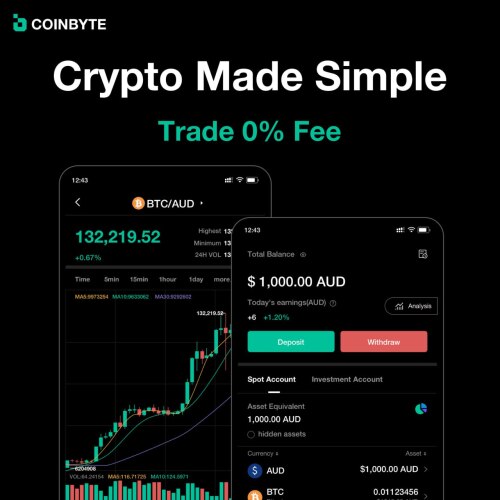 COINBYTE
Crypto Made Simple
Trade 0% Fee
12:43
BTC/AUD
132,219.52
+0.67%
Highest 13
Minimum 13
24H VOL 13
Time 5min 15min 1hour 1day more
MA5:9973254 MA10:9633062 MA30:9292602
132,219.52
6204908
VOL:64.24154 MA5:116.71725 MA10:124.0971
12:43
Total Balance
$ 1,000.00 AUD
Today's earnings(AUD)
+6 +1.20%
Analysis
Deposit Withdraw
Spot Account Investment Account
Asset Equivalent
1,000.00 AUD
hidden assets
Currency Asset
AUD $1,000.00 AUD
BTC 0.01123456